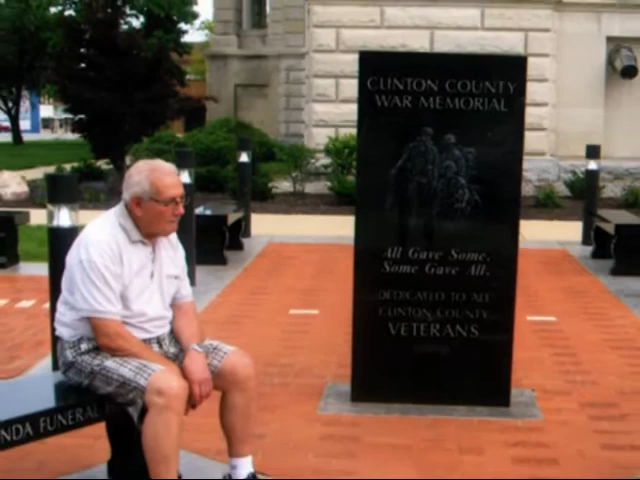 CLINTON COUNTY
WAR MEMORIAL
All Gave Some.
Some Gave All.
DEDICATED TO ALL
CLINTON COUNTY
VETERANS
NDA FUNERAL